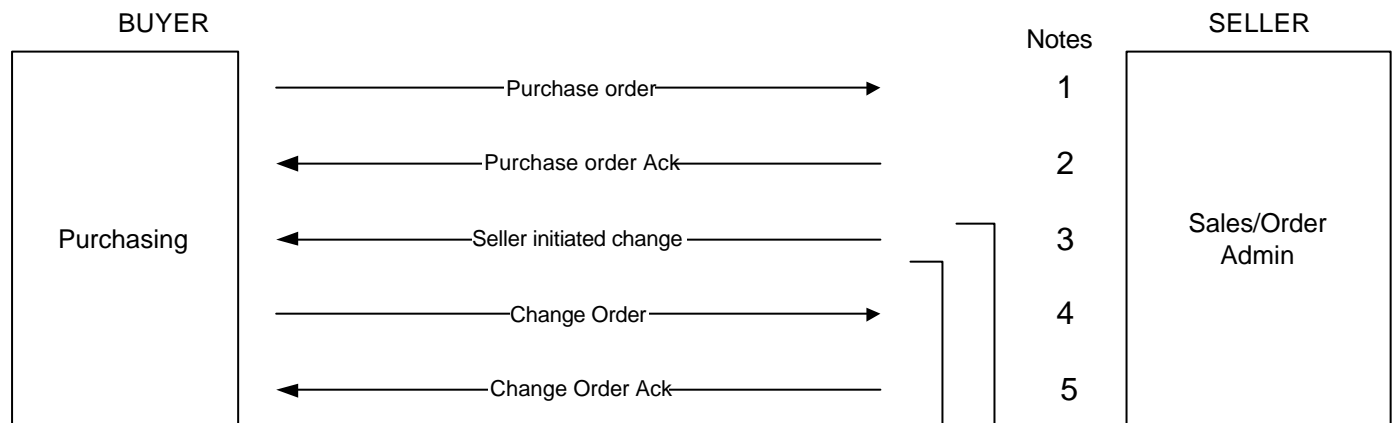 BUYER
SELLER
Notes
Purchase order
1
Purchase order Ack
2
Purchasing
Seller initiated change
3
Sales/Order
Admin
Change Order
4
Change Order Ack
5